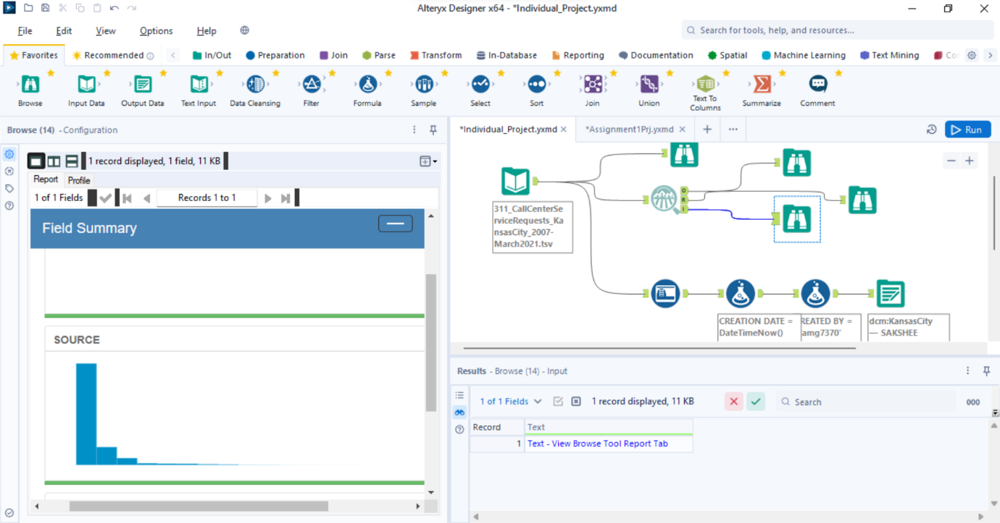 Alteryx Designer x64 - *Individual_Project.yxmd
File Edit View Options Help
Search for tools, help, and resources...
Favorites Recommended In/Out Preparation Join Parse Transform In-Database Reporting Documentation Spatial Machine Learning Text Mining
Browse Input Data Output Data Text Input Data Cleansing Filter Formula Sample Select Sort Join Union Text To Columns Summarize Comment
Browse (14) - Configuration
1 record displayed, 1 field, 11 KB
Report Profile
1 of 1 Fields Records 1 to 1
Field Summary
SOURCE
*Individual_Project.yxmd *Assignment1Prj.yxmd
Run
O
R
I
311_CallCenterSe
rviceRequests_Ka
nsasCity_2007-
March2021.tsv
CREATION DATE =
DateTimeNow()
REATED BY =
amg7370'
dcm:KansasCity
— SAKSHEE
Results - Browse (14) - Input
1 of 1 Fields 1 record displayed, 11 KB Search 000
Record Text
1 Text - View Browse Tool Report Tab